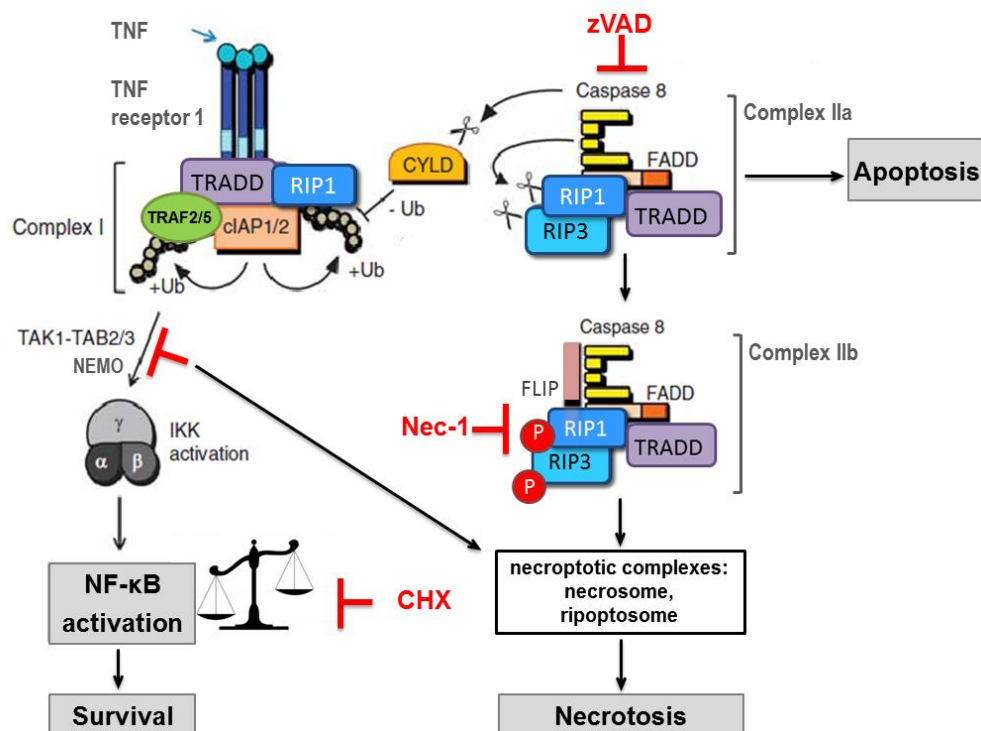 TNF
TNF
receptor 1
TRADD
RIP1
TRAF2/5
cIAP1/2
Complex I
+Ub
+Ub
- Ub
CYLD
TAK1-TAB2/3
NEMO
γ
α
β
IKK
activation
NF-κB
activation
Survival
CHX
zVAD
Caspase 8
FADD
RIP1
TRADD
RIP3
Complex IIa
Apoptosis
Caspase 8
FLIP
FADD
Nec-1
P
RIP1
RIP3
TRADD
P
Complex IIb
necroptotic complexes:
necrosome,
ripoptosome
Necrotosis